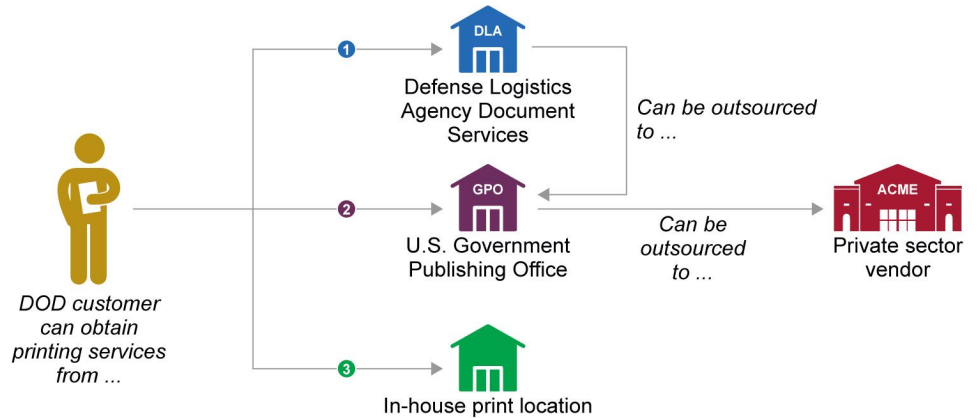 DLA
1
Defense Logistics
Agency Document
Services
Can be outsourced
to ...
GPO
2
U.S. Government
Publishing Office
Can be
outsourced
to ...
ACME
Private sector
vendor
DOD customer
can obtain
printing services
from ...
3
In-house print location